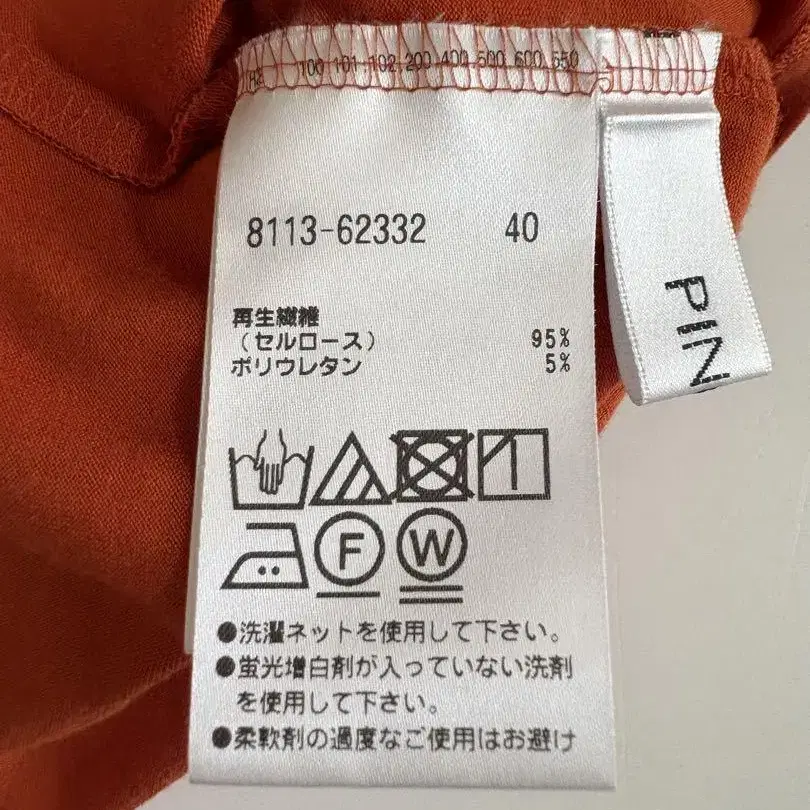 100 101 102 200 400 500 600 550
8113-62332 40
再生繊維
(セルロース) 95%
ポリウレタン 5%
F W
●洗濯ネットを使用して下さい。
●蛍光増白剤が入っていない洗剤
を使用して下さい。
●柔軟剤の過度なご使用はお避け
PIN